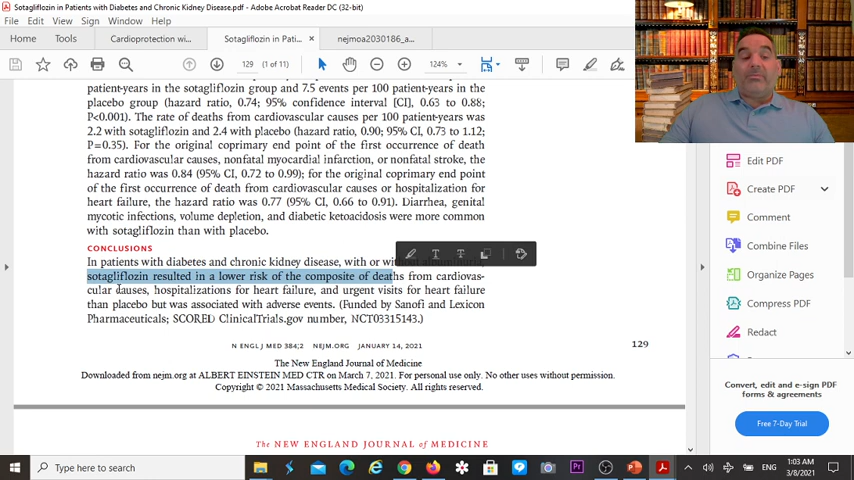 Sotagliflozin in Patients with Diabetes and Chronic Kidney Disease.pdf - Adobe Acrobat Reader DC (32-bit)
File Edit View Sign Window Help
Home Tools Cardioprotection wi... Sotagliflozin in Pati... × nejmoa2030186_a...
129 (1 of 11) 124%
patient-years in the sotagliflozin group and 7.5 events per 100 patient-years in the
placebo group (hazard ratio, 0.74; 95% confidence interval [CI], 0.63 to 0.88;
P<0.001). The rate of deaths from cardiovascular causes per 100 patient-years was
2.2 with sotagliflozin and 2.4 with placebo (hazard ratio, 0.90; 95% CI, 0.73 to 1.12;
P=0.35). For the original coprimary end point of the first occurrence of death
from cardiovascular causes, nonfatal myocardial infarction, or nonfatal stroke, the
hazard ratio was 0.84 (95% CI, 0.72 to 0.99); for the original coprimary end point
of the first occurrence of death from cardiovascular causes or hospitalization for
heart failure, the hazard ratio was 0.77 (95% CI, 0.66 to 0.91). Diarrhea, genital
mycotic infections, volume depletion, and diabetic ketoacidosis were more common
with sotagliflozin than with placebo.
CONCLUSIONS
In patients with diabetes and chronic kidney disease, with or
sotagliflozin resulted in a lower risk of the composite of deaths from cardiovas-
cular causes, hospitalizations for heart failure, and urgent visits for heart failure
than placebo but was associated with adverse events. (Funded by Sanofi and Lexicon
Pharmaceuticals; SCORED ClinicalTrials.gov number, NCT03315143.)
N ENGL J MED 384;2 NEJM.ORG JANUARY 14, 2021 129
The New England Journal of Medicine
Downloaded from nejm.org at ALBERT EINSTEIN MED CTR on March 7, 2021. For personal use only. No other uses without permission.
Copyright © 2021 Massachusetts Medical Society. All rights reserved.
The NEW ENGLAND JOURNAL of MEDICINE
Edit PDF
Create PDF
Comment
Combine Files
Organize Pages
Compress PDF
Redact
Convert, edit and e-sign PDF
forms & agreements
Free 7-Day Trial
Type here to search
ENG
1:03 AM
3/8/2021